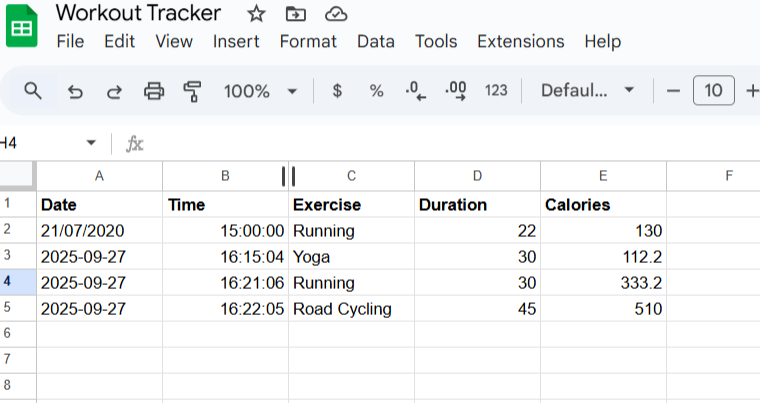 Workout Tracker
File Edit View Insert Format Data Tools Extensions Help
100% $ % .0 .00 123 Defaul... — 10 +
H4 fx
A B C D E F
1 Date Time Exercise Duration Calories
2 21/07/2020 15:00:00 Running 22 130
3 2025-09-27 16:15:04 Yoga 30 112.2
4 2025-09-27 16:21:06 Running 30 333.2
5 2025-09-27 16:22:05 Road Cycling 45 510
6
7
8